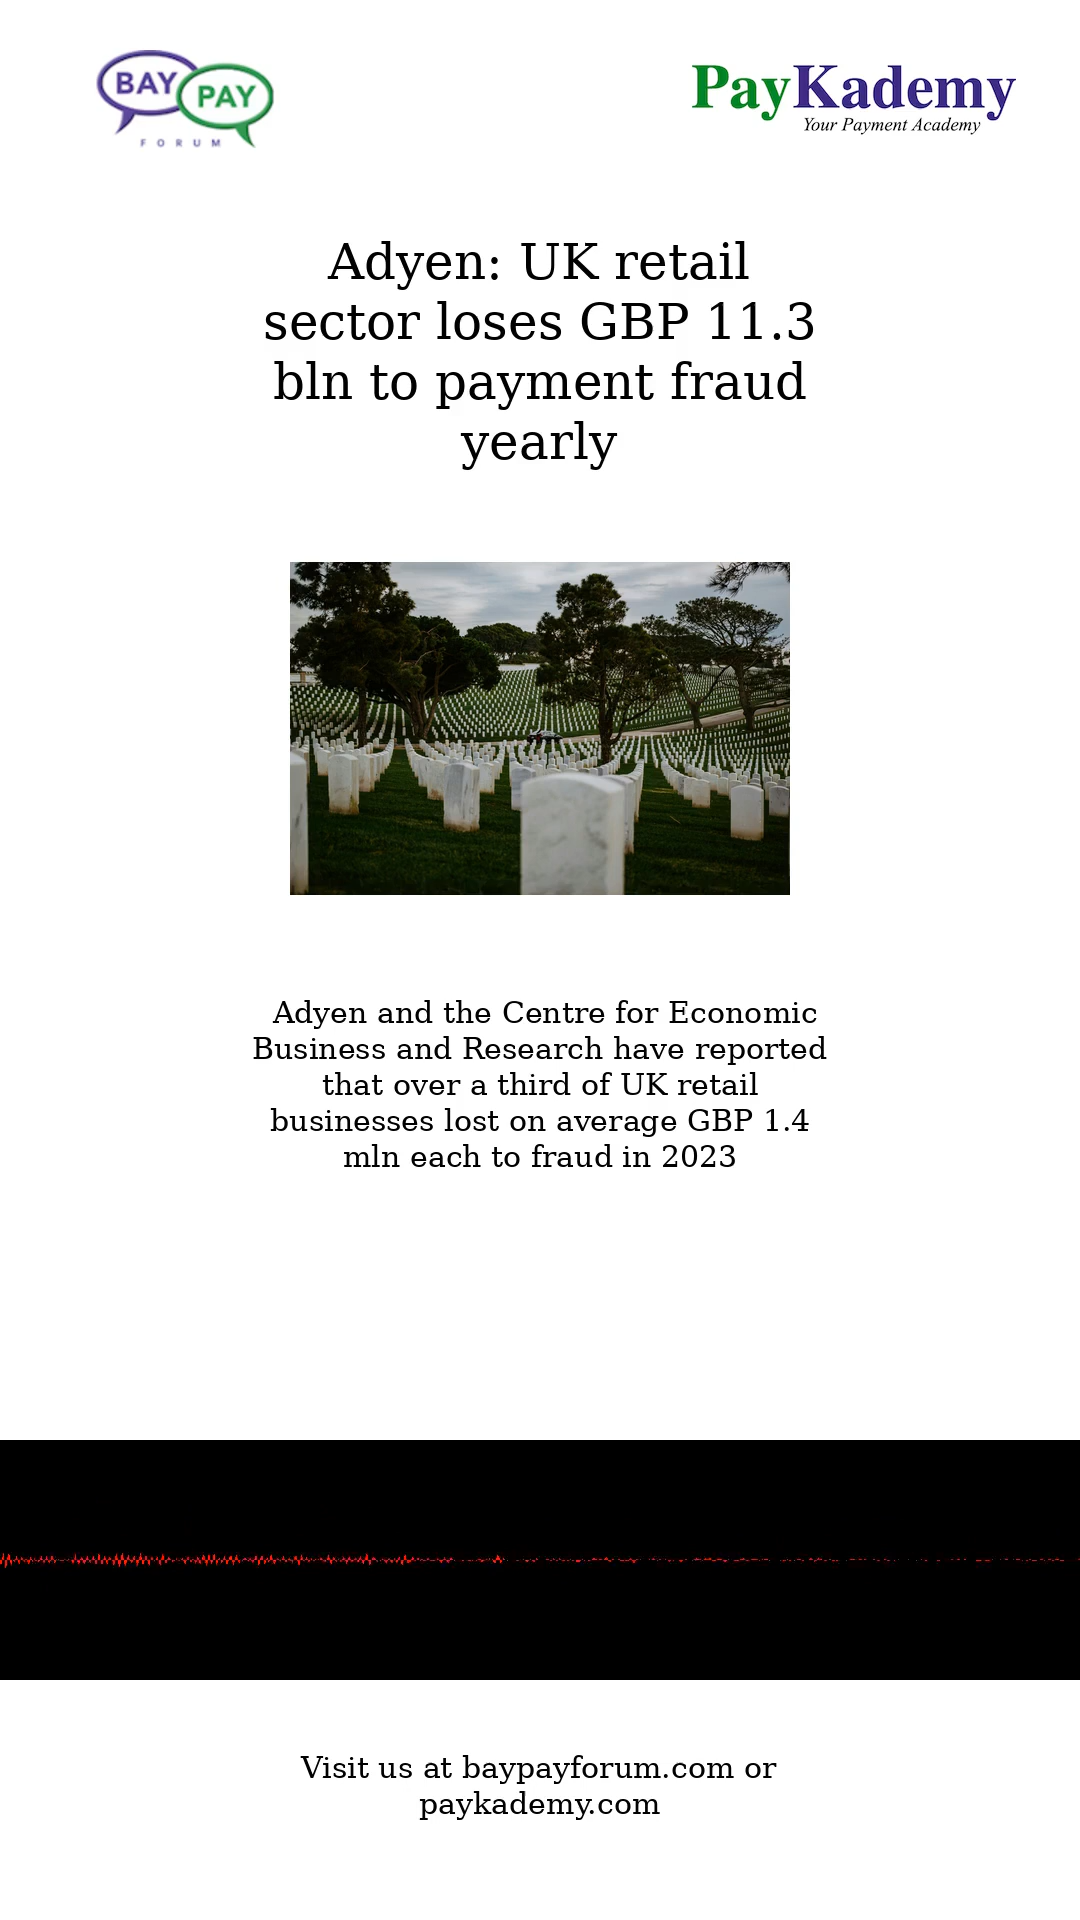 BAY
PAY
FORUM
PayKademy
Your Payment Academy
Adyen: UK retail
sector loses GBP 11.3
bln to payment fraud
yearly
Adyen and the Centre for Economic
Business and Research have reported
that over a third of UK retail
businesses lost on average GBP 1.4
mln each to fraud in 2023
Visit us at baypayforum.com or
paykademy.com